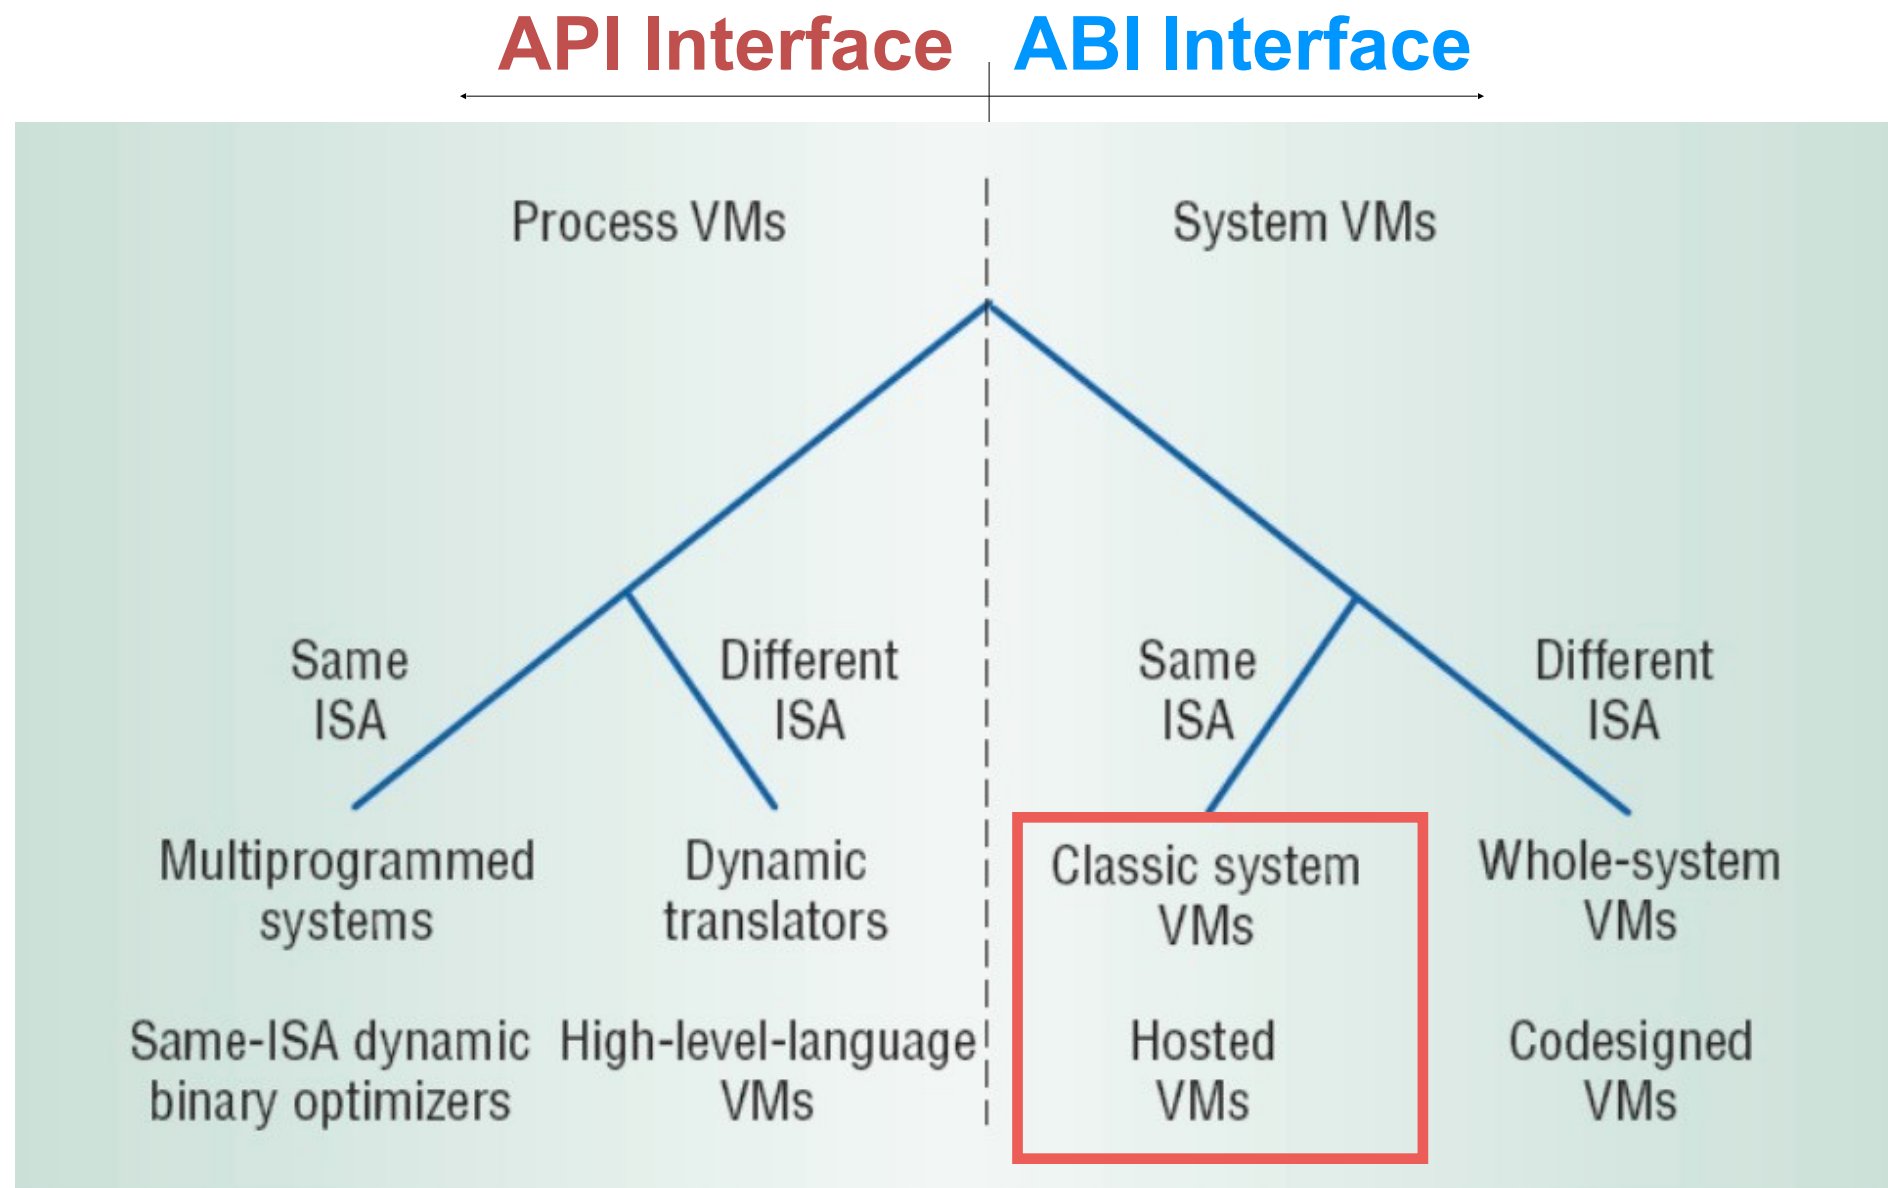 API Interface
ABI Interface
Process VMs
System VMs
Same
ISA
Different
ISA
Same
ISA
Different
ISA
Multiprogrammed
systems
Dynamic
translators
Classic system
VMs
Whole-system
VMs
Same-ISA dynamic
binary optimizers
High-level-language
VMs
Hosted
VMs
Codesigned
VMs